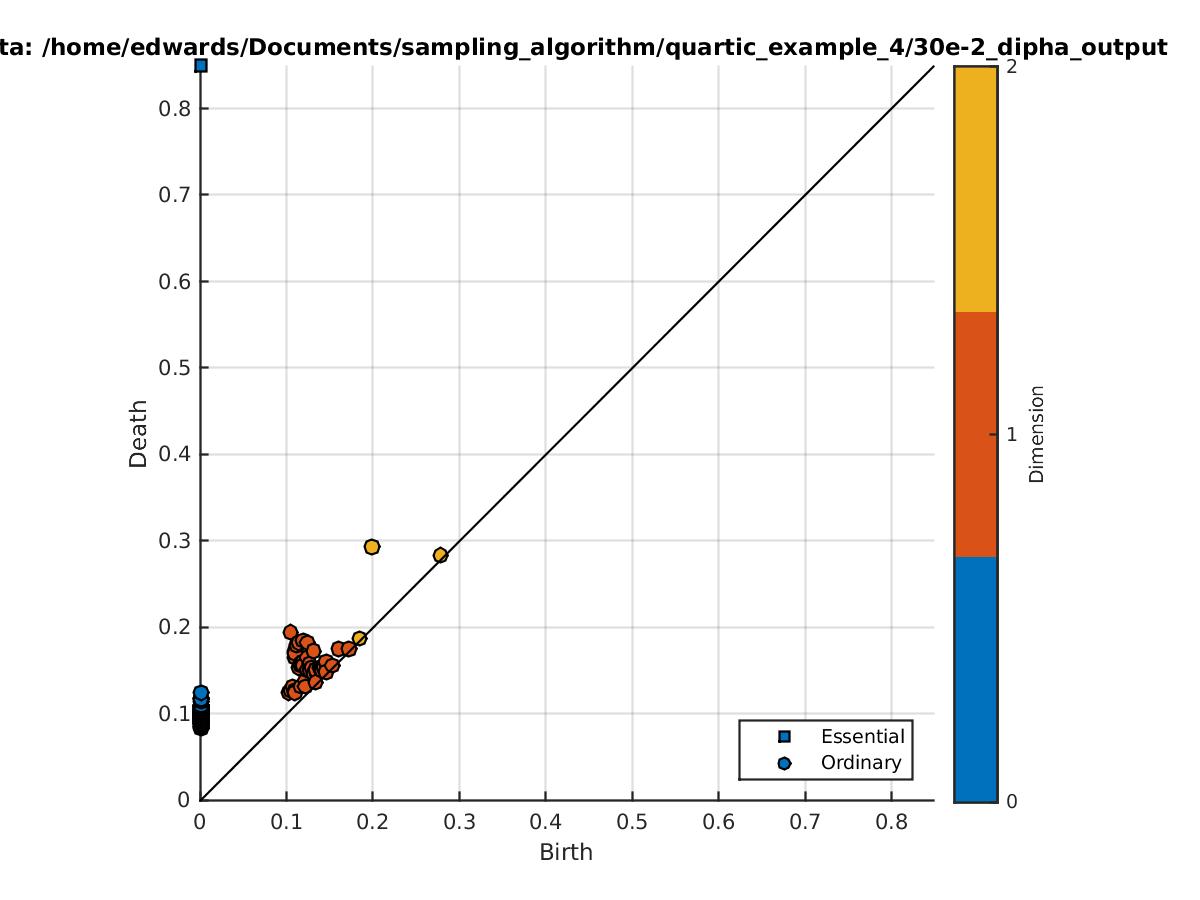 ta: /home/edwards/Documents/sampling_algorithm/quartic_example_4/30e-2_dipha_output
0.8
0.7
0.6
0.5
0.4
0.3
0.2
0.1
0
Death
0 0.1 0.2 0.3 0.4 0.5 0.6 0.7 0.8
Birth
Essential
Ordinary
2
1
0
Dimension